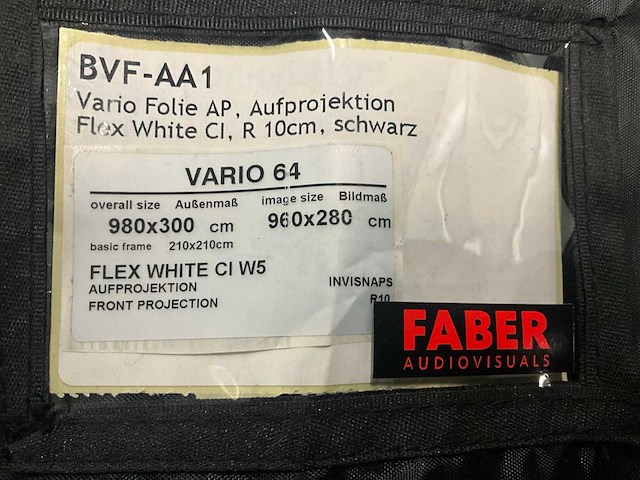 BVF-AA1
Vario Folie AP, Aufprojektion
Flex White CI, R 10cm, schwarz
VARIO 64
overall size Außenmaß image size Bildmaß
980x300 cm 960x280 cm
basic frame 210x210cm
FLEX WHITE CI W5
AUFPROJEKTION INVISNAPS
FRONT PROJECTION R10
FABER
AUDIOVISUALS